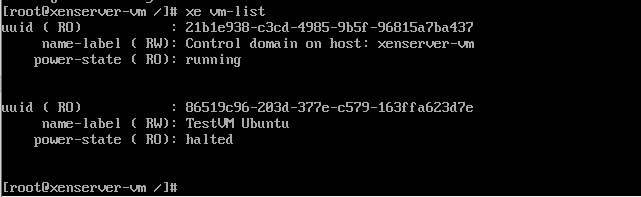 [root@xenserver-vm /]# xe vm-list
uuid ( RO)           : 21b1e938-c3cd-4985-9b5f-96815a7ba437
     name-label ( RW): Control domain on host: xenserver-vm
    power-state ( RO): running
uuid ( RO)           : 86519c96-203d-377e-c579-163ffa623d7e
     name-label ( RW): TestVM Ubuntu
    power-state ( RO): halted
[root@xenserver-vm /]#